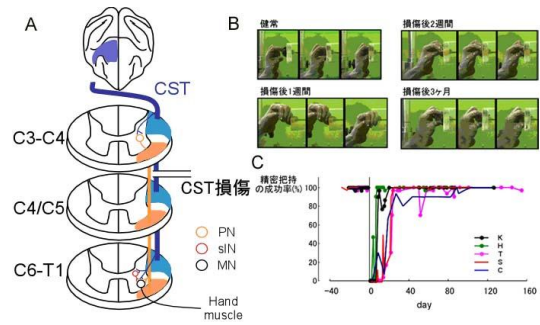 A
CST
C3-C4
CST損傷
C4/C5
PN
sIN
MN
C6-T1
Hand
muscle
B
健常
損傷後2週間
損傷後1週間
損傷後3ヶ月
C
精密把持
の成功率(%)
100
80
60
40
20
0
K
H
T
S
C
-40
0
40
80
120
160
day